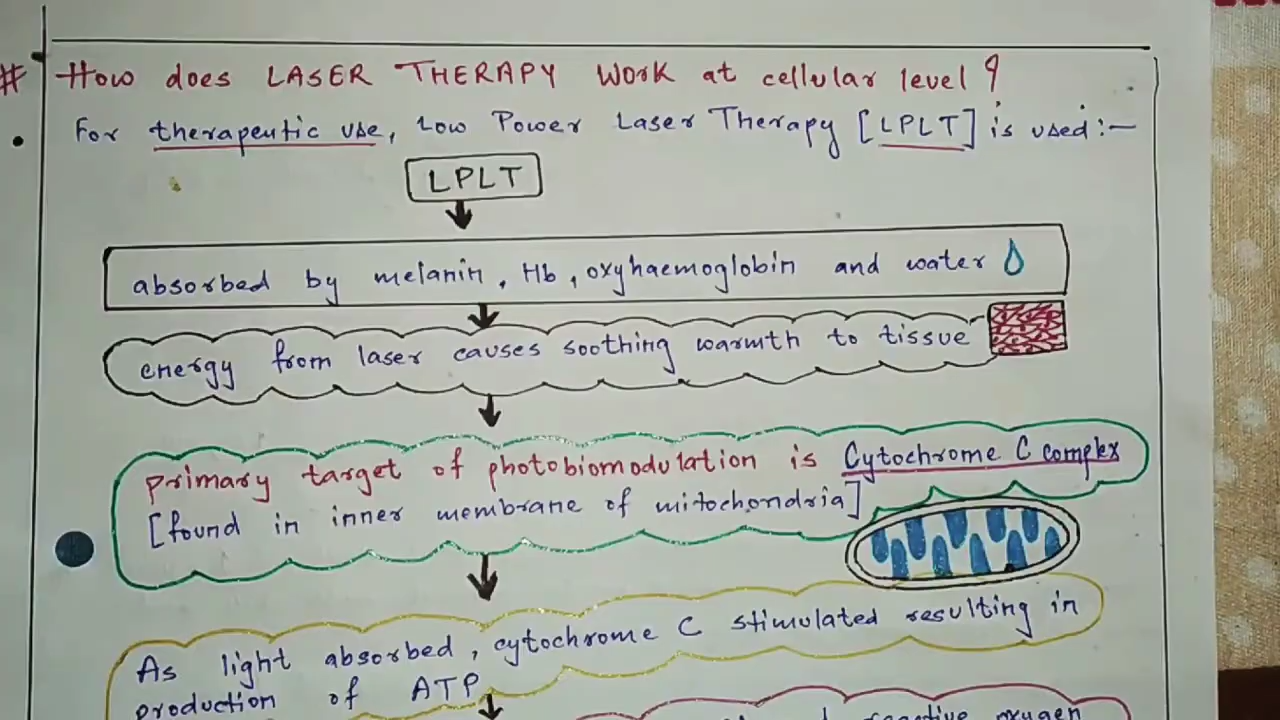 # How does LASER THERAPY WORK at cellular level ?
• For therapeutic use, Low Power Laser Therapy [LPLT] is used :-
LPLT
absorbed by melanin, Hb, oxyhaemoglobin and water
energy from laser causes soothing warmth to tissue
primary target of photobiomodulation is Cytochrome C complex
[found in inner membrane of mitochondria]
As light absorbed, cytochrome C stimulated resulting in
production of ATP
reactive oxygen